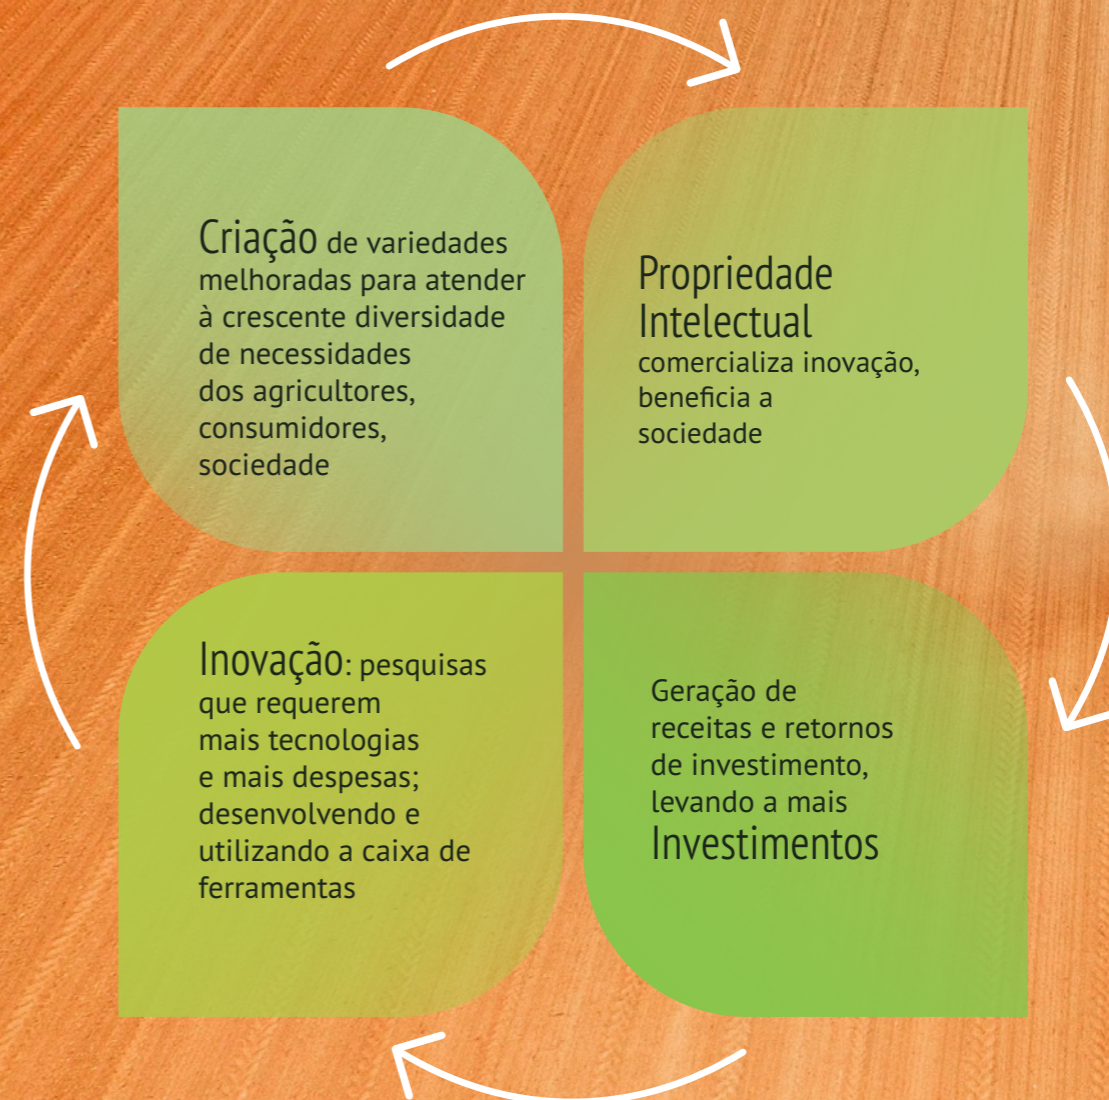 Criação de variedades
melhoradas para atender
à crescente diversidade
de necessidades
dos agricultores,
consumidores,
sociedade
Propriedade
Intelectual
comercializa inovação,
beneficia a
sociedade
Inovação: pesquisas
que requerem
mais tecnologias
e mais despesas;
desenvolvendo e
utilizando a caixa de
ferramentas
Geração de
receitas e retornos
de investimento,
levando a mais
Investimentos